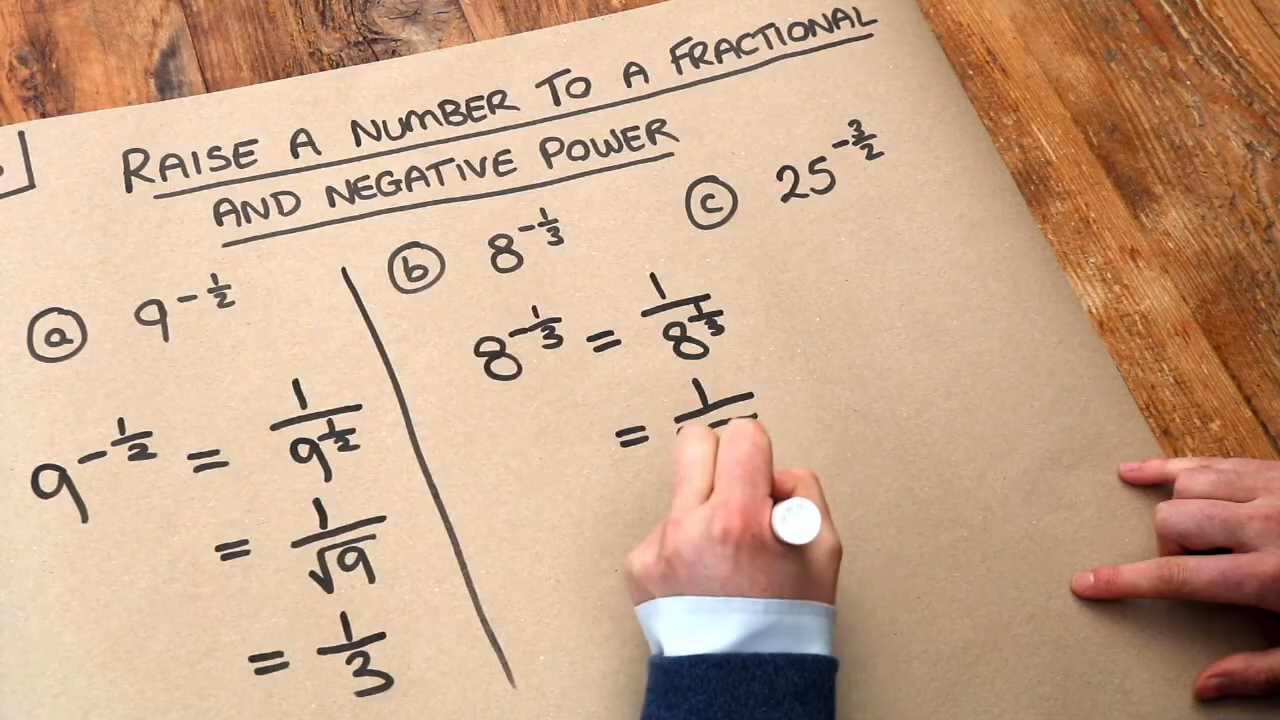 RAISE A NUMBER TO A FRACTIONAL
AND NEGATIVE POWER
(a) 9^{-1/2}
9^{-1/2} = 1/9^{1/2}
= 1/√9
= 1/3
(b) 8^{-1/3}
8^{-1/3} = 1/8^{1/3}
= 1/
(c) 25^{-3/2}